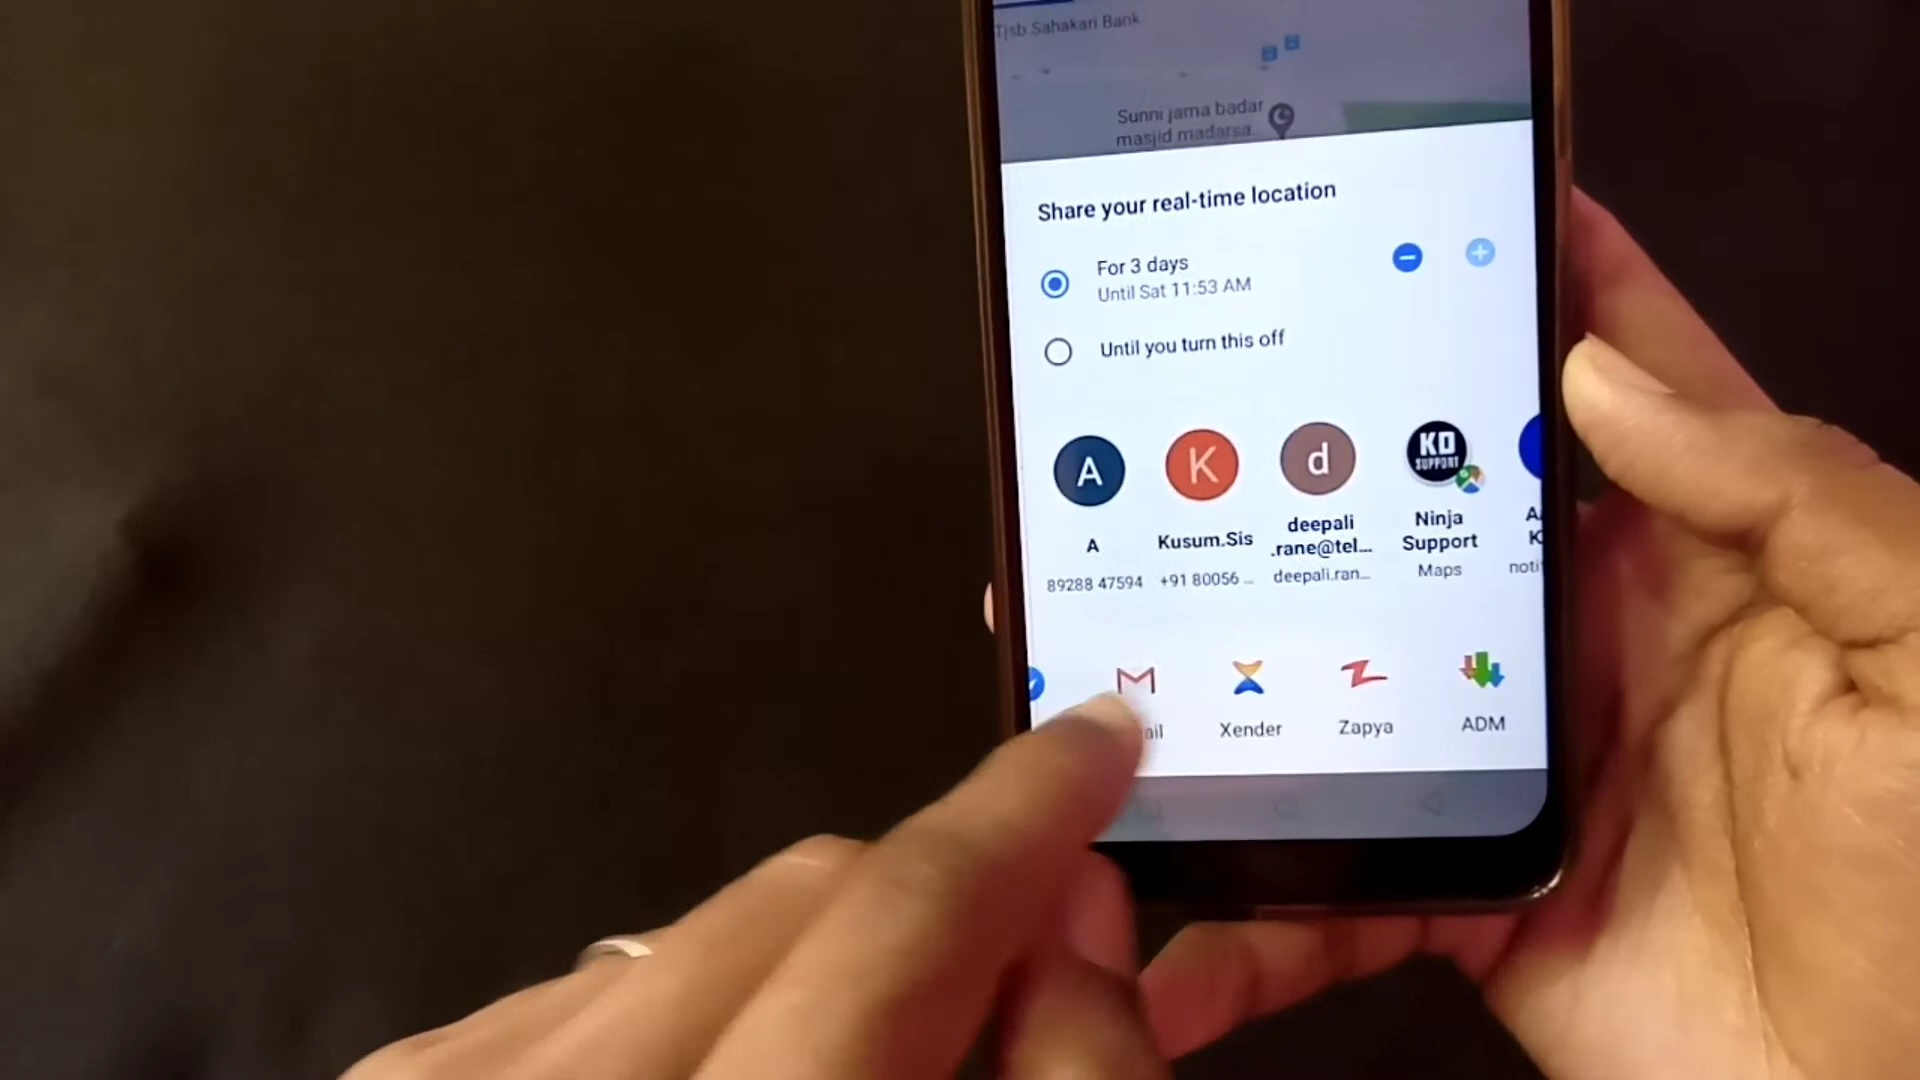 Tjsb Sahakari Bank
Sunni jama badar
masjid madarsa...
Share your real-time location
For 3 days
Until Sat 11:53 AM
Until you turn this off
A
K
d
KD
SUPPORT
A
89288 47594
Kusum.Sis
+91 80056 ...
deepali
.rane@tel...
deepali.ran...
Ninja
Support
Maps
A
K
noti
ail
Xender
Zapya
ADM